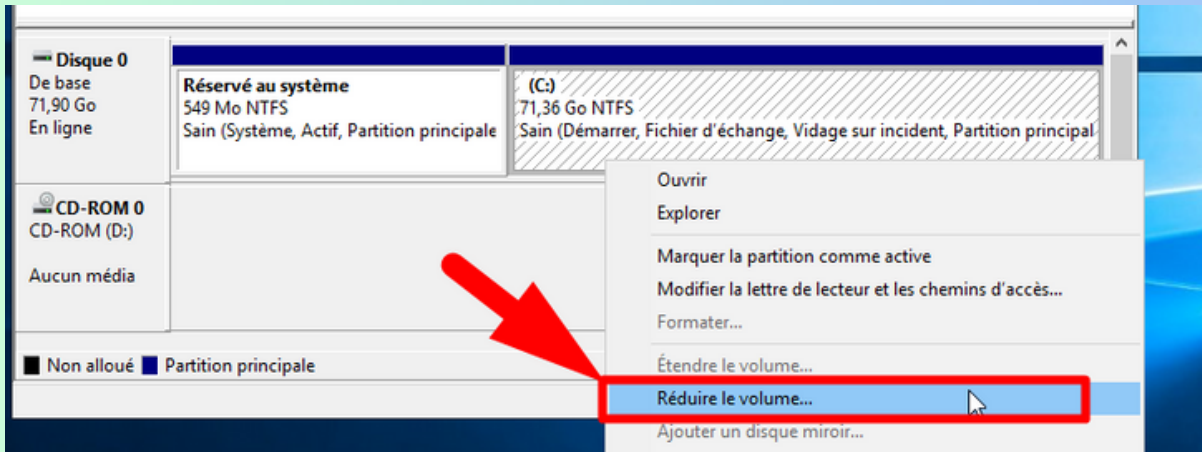 Disque 0
De base
71,90 Go
En ligne
Réservé au système
549 Mo NTFS
Sain (Système, Actif, Partition principale
(C:)
71,36 Go NTFS
Sain (Démarrer, Fichier d'échange, Vidage sur incident, Partition principal
CD-ROM 0
CD-ROM (D:)
Aucun média
Non alloué
Partition principale
Ouvrir
Explorer
Marquer la partition comme active
Modifier la lettre de lecteur et les chemins d'accès...
Formater...
Étendre le volume...
Réduire le volume...
Ajouter un disque miroir...